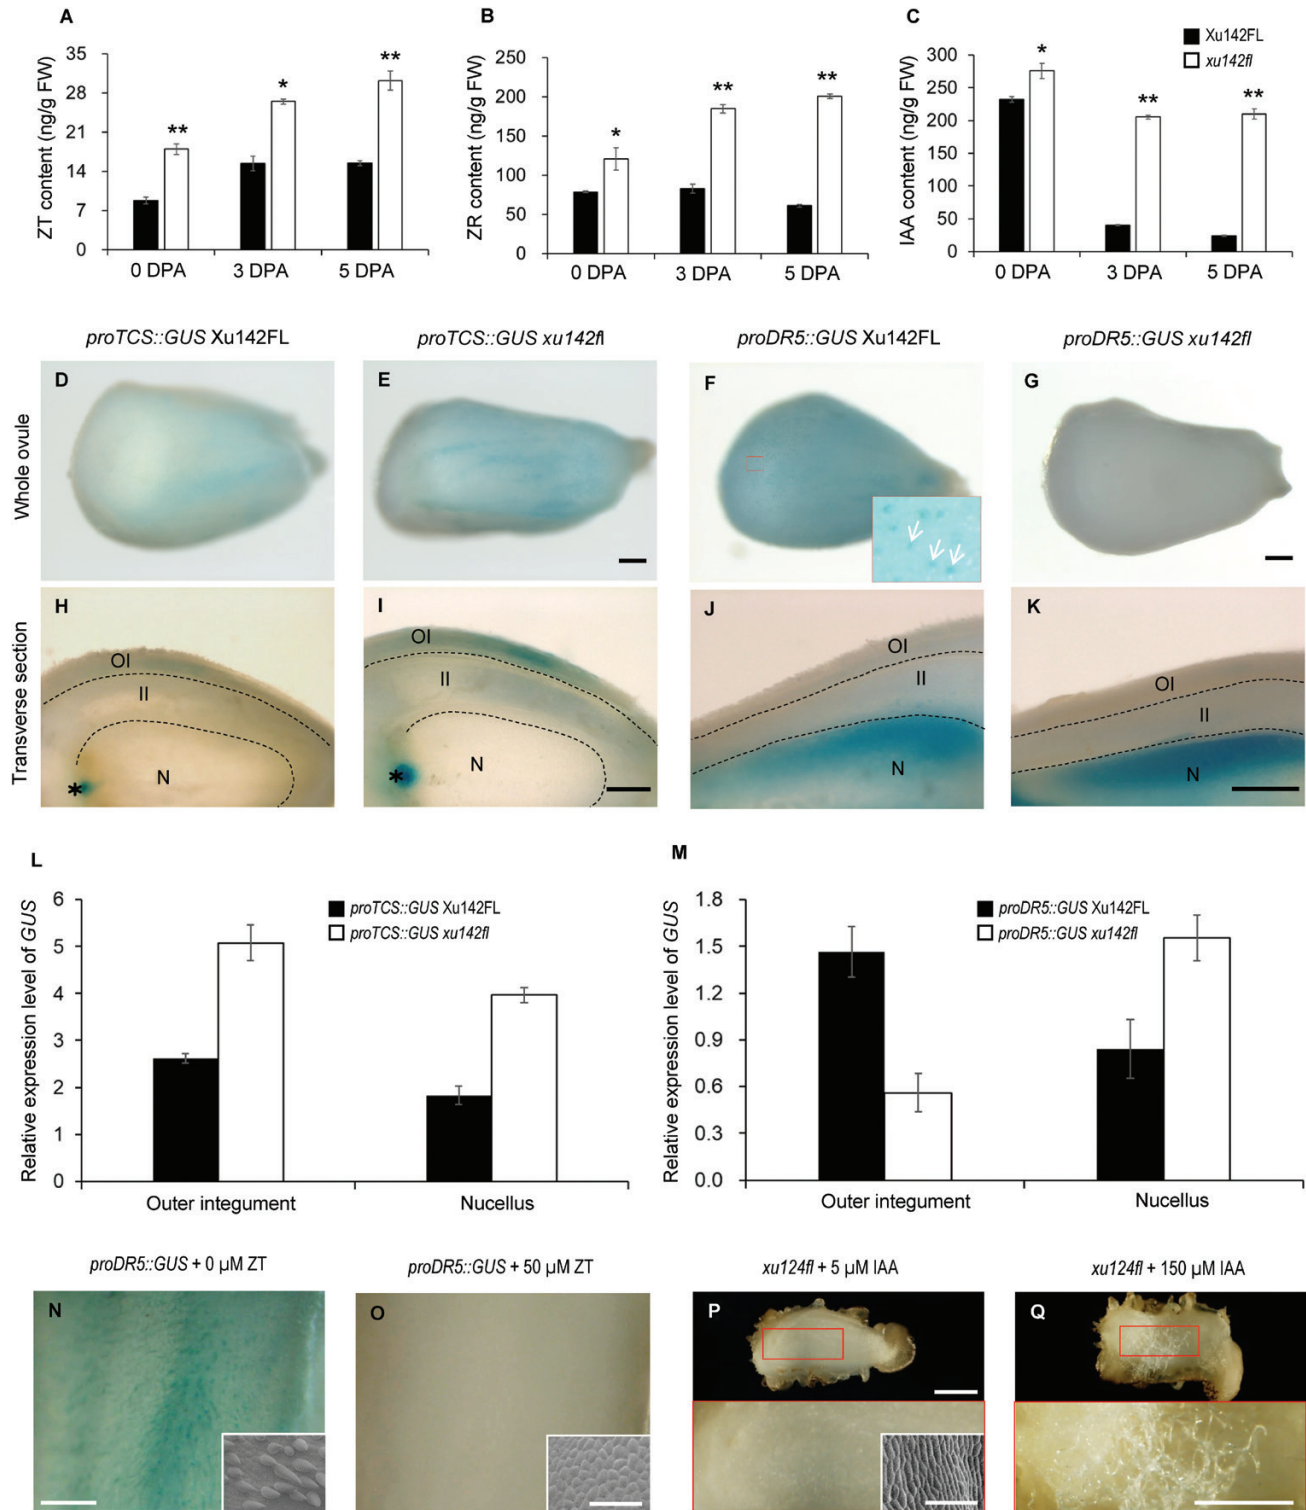 A
ZT content (ng/g FW)
35
28
21
14
7
0
**
*
**
0 DPA
3 DPA
5 DPA
B
ZR content (ng/g FW)
250
200
150
100
50
0
*
**
**
0 DPA
3 DPA
5 DPA
C
IAA content (ng/g FW)
300
250
200
150
100
50
0
*
**
**
0 DPA
3 DPA
5 DPA
Xu142FL
xu142fl
proTCS::GUS Xu142FL
proTCS::GUS xu142fl
proDR5::GUS Xu142FL
proDR5::GUS xu142fl
Whole ovule
D
E
F
G
Transverse section
H
OI
II
N
*
I
OI
II
N
*
J
OI
II
N
K
OI
II
N
L
Relative expression level of GUS
6
5
4
3
2
1
0
proTCS::GUS Xu142FL
proTCS::GUS xu142fl
Outer integument
Nucellus
M
Relative expression level of GUS
1.8
1.5
1.2
0.9
0.6
0.3
0.0
proDR5::GUS Xu142FL
proDR5::GUS xu142fl
Outer integument
Nucellus
proDR5::GUS + 0 µM ZT
proDR5::GUS + 50 µM ZT
xu124fl + 5 µM IAA
xu124fl + 150 µM IAA
N
O
P
Q